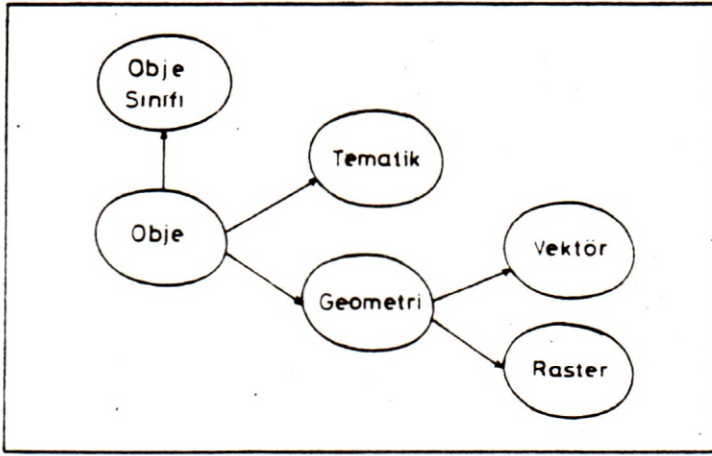 Obje
Sınıfı
Tematik
Obje
Vektör
Geometri
Raster